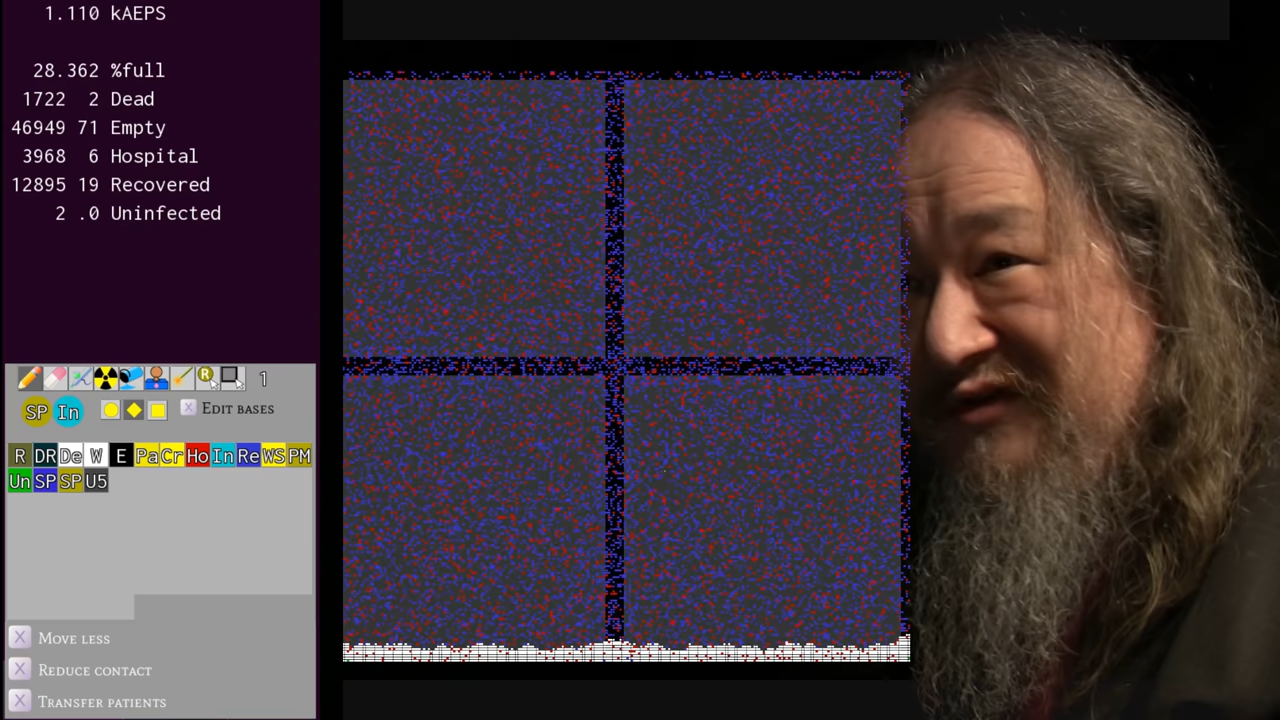 1.110 kAEPS
28.362 %full
1722 2 Dead
46949 71 Empty
3968 6 Hospital
12895 19 Recovered
2 .0 Uninfected
R 1
SP In X Edit bases
R DR De W E Pa Cr Ho In Re WS PM
Un SP SP U5
X Move less
X Reduce contact
X Transfer patients